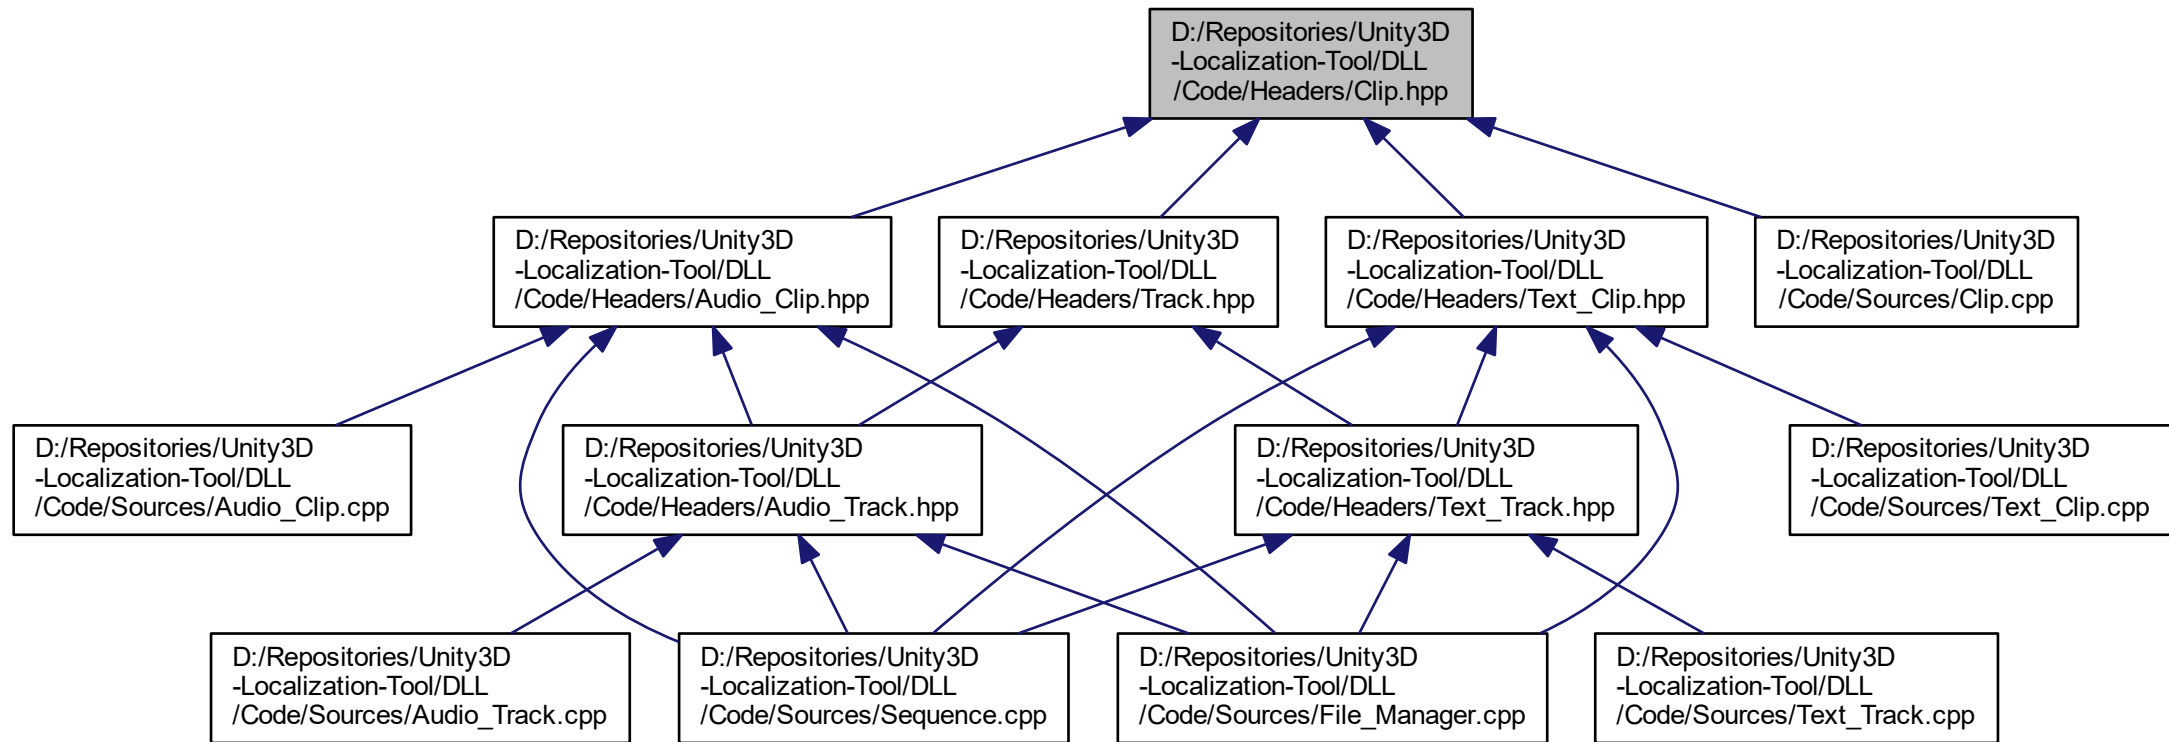 D:/Repositories/Unity3D
-Localization-Tool/DLL
/Code/Headers/Clip.hpp
D:/Repositories/Unity3D
-Localization-Tool/DLL
/Code/Headers/Audio_Clip.hpp
D:/Repositories/Unity3D
-Localization-Tool/DLL
/Code/Headers/Track.hpp
D:/Repositories/Unity3D
-Localization-Tool/DLL
/Code/Headers/Text_Clip.hpp
D:/Repositories/Unity3D
-Localization-Tool/DLL
/Code/Sources/Clip.cpp
D:/Repositories/Unity3D
-Localization-Tool/DLL
/Code/Sources/Audio_Clip.cpp
D:/Repositories/Unity3D
-Localization-Tool/DLL
/Code/Headers/Audio_Track.hpp
D:/Repositories/Unity3D
-Localization-Tool/DLL
/Code/Headers/Text_Track.hpp
D:/Repositories/Unity3D
-Localization-Tool/DLL
/Code/Sources/Text_Clip.cpp
D:/Repositories/Unity3D
-Localization-Tool/DLL
/Code/Sources/Audio_Track.cpp
D:/Repositories/Unity3D
-Localization-Tool/DLL
/Code/Sources/Sequence.cpp
D:/Repositories/Unity3D
-Localization-Tool/DLL
/Code/Sources/File_Manager.cpp
D:/Repositories/Unity3D
-Localization-Tool/DLL
/Code/Sources/Text_Track.cpp